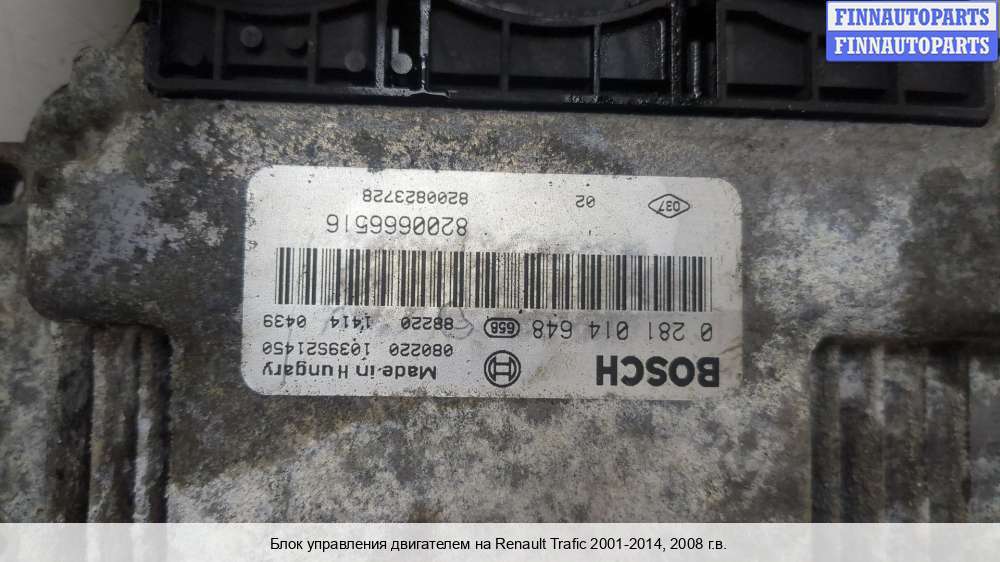 FINNAUTOPARTS
FINNAUTOPARTS
BOSCH
Made in Hungary
080220 1039S21450
0 281 014 648 658
88220 1414 0439
8200666516
D37 02 8200823728
Блок управления двигателем на Renault Trafic 2001-2014, 2008 г.в.